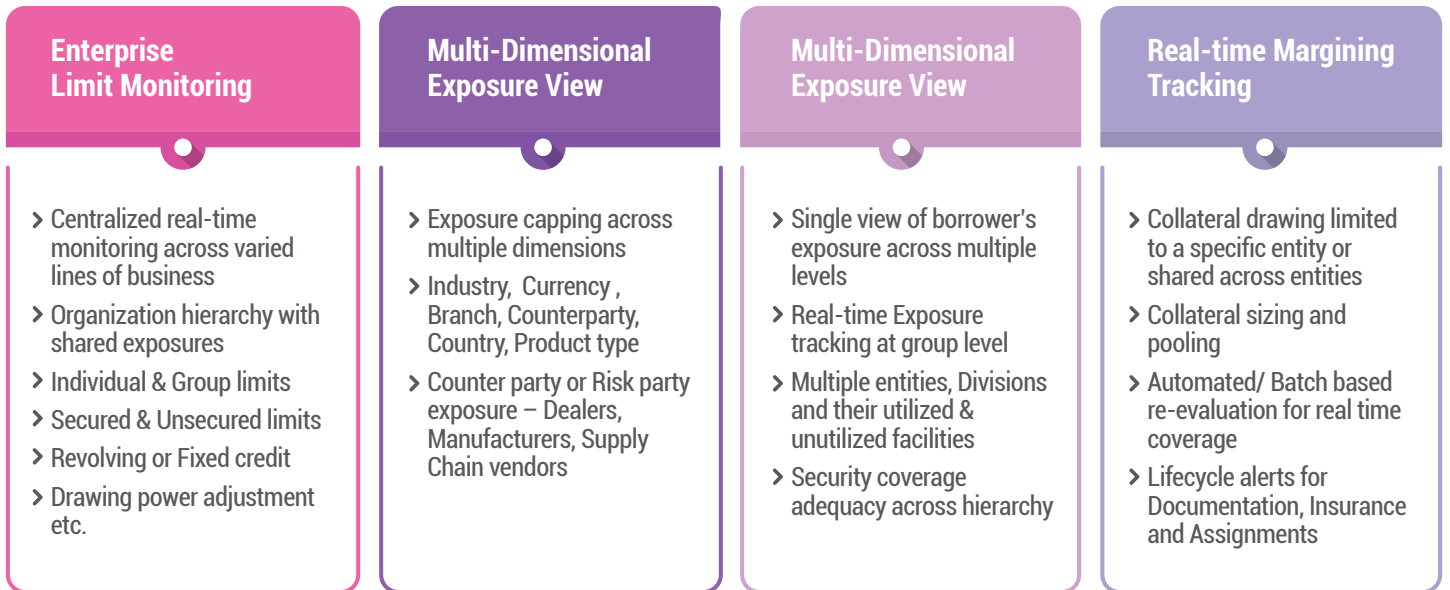 Enterprise
Limit Monitoring
> Centralized real-time
monitoring across varied
lines of business
> Organization hierarchy with
shared exposures
> Individual & Group limits
> Secured & Unsecured limits
> Revolving or Fixed credit
> Drawing power adjustment
etc.
Multi-Dimensional
Exposure View
> Exposure capping across
multiple dimensions
> Industry,  Currency ,
Branch, Counterparty,
Country, Product type
> Counter party or Risk party
exposure – Dealers,
Manufacturers, Supply
Chain vendors
Multi-Dimensional
Exposure View
> Single view of borrower's
exposure across multiple
levels
> Real-time Exposure
tracking at group level
> Multiple entities, Divisions
and their utilized &
unutilized facilities
> Security coverage
adequacy across hierarchy
Real-time Margining
Tracking
> Collateral drawing limited
to a specific entity or
shared across entities
> Collateral sizing and
pooling
> Automated/ Batch based
re-evaluation for real time
coverage
> Lifecycle alerts for
Documentation, Insurance
and Assignments